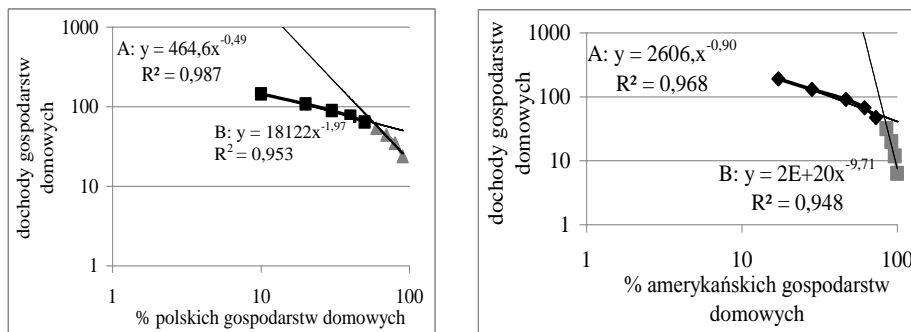 dochody gospodarstw
domowych
1000
100
10
1
A: y = 464,6x^-0,49
R² = 0,987
B: y = 18122x^-1,97
R² = 0,953
1
10
100
% polskich gospodarstw domowych
dochody gospodarstw
domowych
1000
100
10
1
A: y = 2606,x^-0,90
R² = 0,968
B: y = 2E+20x^-9,71
R² = 0,948
1
10
100
% amerykańskich gospodarstw
domowych